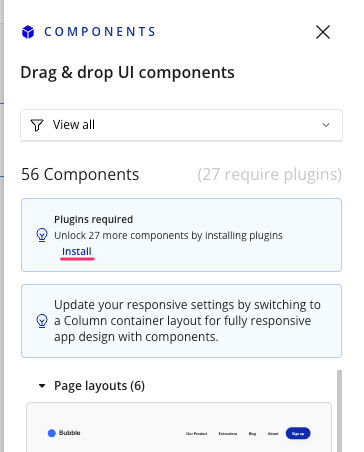 COMPONENTS
Drag & drop UI components
View all
56 Components (27 require plugins)
Plugins required
Unlock 27 more components by installing plugins
Install
Update your responsive settings by switching to
a Column container layout for fully responsive
app design with components.
Page layouts (6)
Bubble Our Product Extensions Blog About Sign up